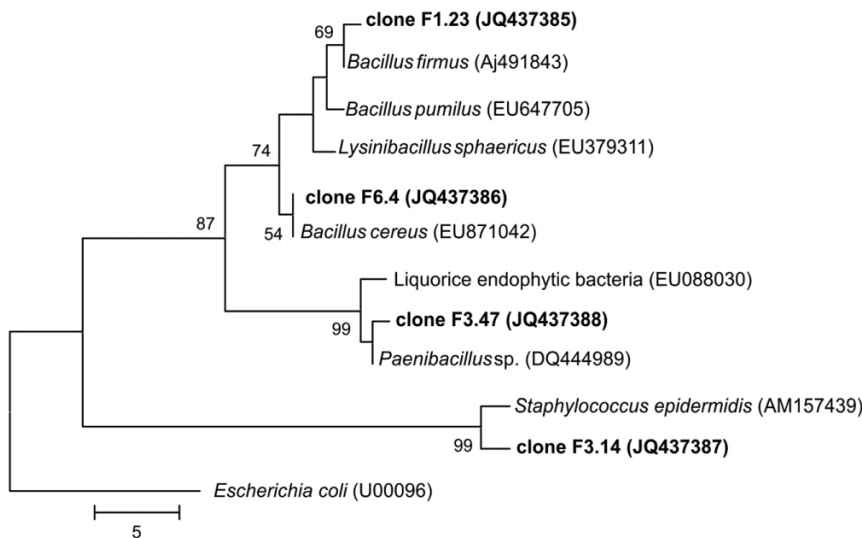 clone F1.23 (JQ437385)
69
Bacillus firmus (Aj491843)
Bacillus pumilus (EU647705)
74
Lysinibacillus sphaericus (EU379311)
clone F6.4 (JQ437386)
87
54
Bacillus cereus (EU871042)
Liquorice endophytic bacteria (EU088030)
99
clone F3.47 (JQ437388)
Paenibacillus sp. (DQ444989)
Staphylococcus epidermidis (AM157439)
99
clone F3.14 (JQ437387)
Escherichia coli (U00096)
5